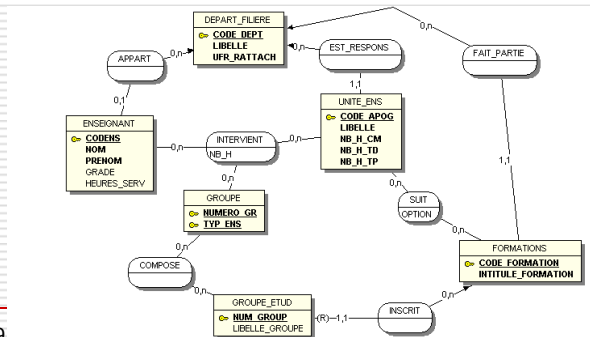 DEPART_FILIERE
CODE_DEPT
LIBELLE
UFR_RATTACH
0,n
0,n
0,n
APPART
EST_RESPONS
FAIT_PARTIE
0,1
1,1
1,1
ENSEIGNANT
CODENS
NOM
PRENOM
GRADE
HEURES_SERV
0,n
INTERVIENT
NB_H
0,n
UNITE_ENS
CODE_APOG
LIBELLE
NB_H_CM
NB_H_TD
NB_H_TP
0,n
0,n
GROUPE
NUMERO_GR
TYP_ENS
SUIT
OPTION
0,n
0,n
COMPOSE
0,n
FORMATIONS
CODE_FORMATION
INTITULE_FORMATION
GROUPE_ETUD
NUM_GROUP
LIBELLE_GROUPE
(R)
1,1
INSCRIT
0,n